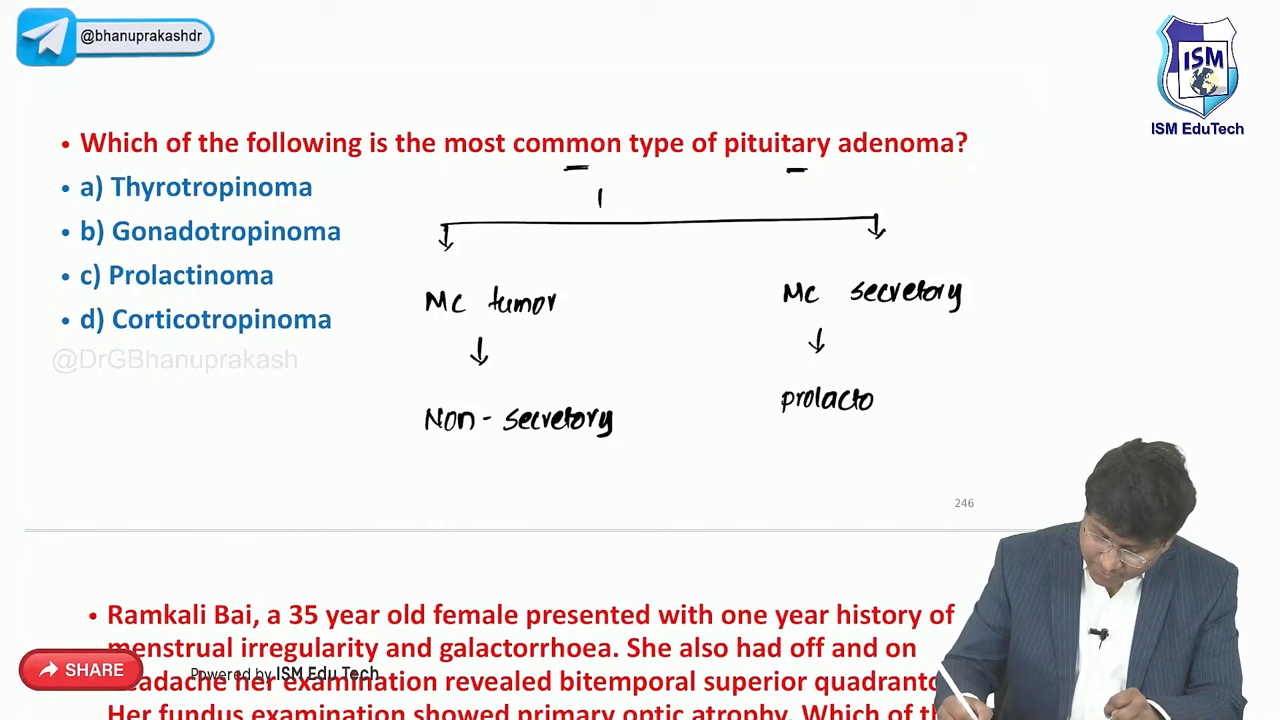 @bhanuprakashdr
ISM
ISM EduTech
• Which of the following is the most common type of pituitary adenoma?
• a) Thyrotropinoma
• b) Gonadotropinoma
• c) Prolactinoma
• d) Corticotropinoma
@DrGBhanuprakash
MC tumor
Mc secretory
Non - secretory
prolacto
246
• Ramkali Bai, a 35 year old female presented with one year history of
menstrual irregularity and galactorrhoea. She also had off and on
headache her examination revealed bitemporal superior
Her fundus examination showed primary optic atrophy. Which of
SHARE
Powered by ISM Edu Tech